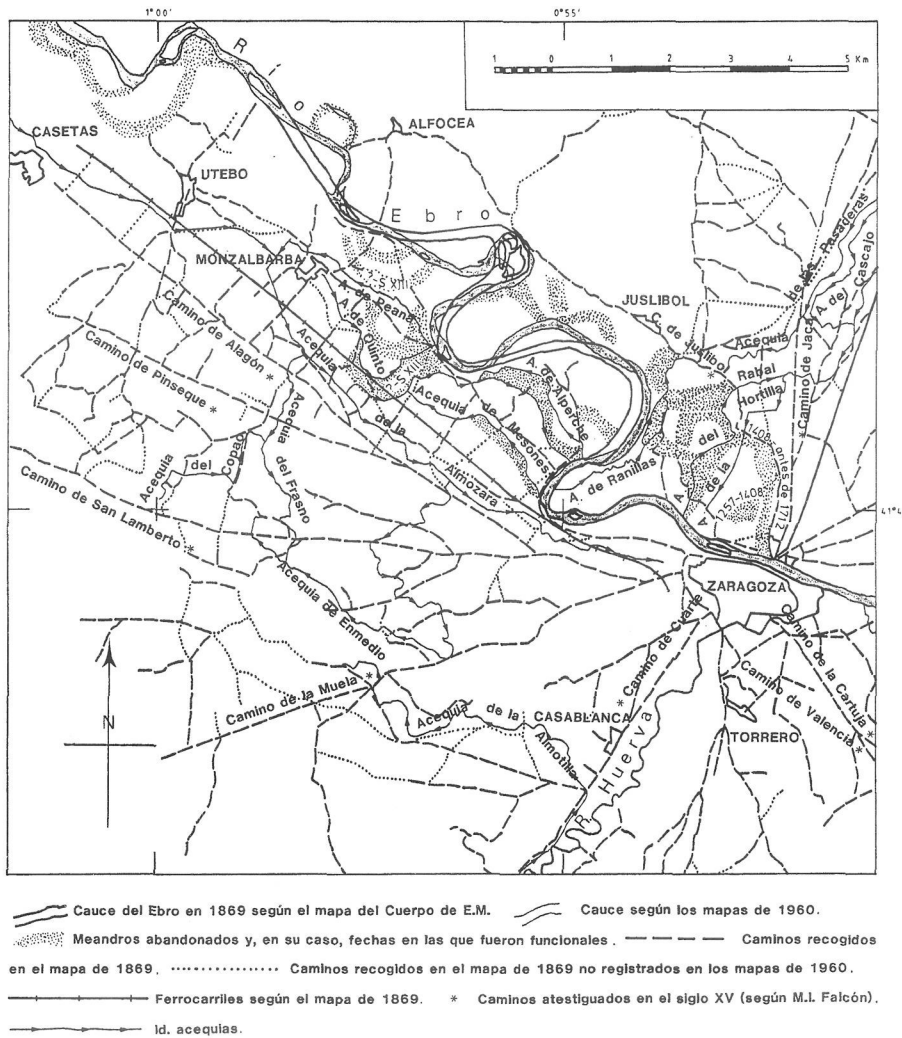 1°00'
0°55'
1 0 1 2 3 4 5 Km
R
o
CASETAS
ALFOCEA
UTEBO
Ebro
MONZALBARBA
S XIII
A. de Peana
A. de Quinto
JUSLIBOL
C. de Juslibol
Acequia
Rabal
Hortilla
del
de la
A
Camino de Jaca
A. del Cascajo
Pasaderas
Camino de Alagón *
Camino de Pinseque *
Acequia
de la
Almozara
Acequia
de
Mesones
A.
de Alperche
A. de Ranillas
1408
1257-1408
antes de 1712
41°4
Acequia
del
Copao
Acequia
del Frasno
Camino de San Lamberto *
Acequia de Enmedio
ZARAGOZA
Camino de la Muela *
Acequia de la
Almotilla
CASABLANCA
* Camino de Cuarte
R. Huerva
Camino de la Cartuja *
Camino de Valencia *
TORRERO
N
Cauce del Ebro en 1869 según el mapa del Cuerpo de E.M. Cauce según los mapas de 1960.
Meandros abandonados y, en su caso, fechas en las que fueron funcionales. Caminos recogidos
en el mapa de 1869. Caminos recogidos en el mapa de 1869 no registrados en los mapas de 1960.
Ferrocarriles según el mapa de 1869. * Caminos atestiguados en el siglo XV (según M.I. Falcón).
Id. acequias.